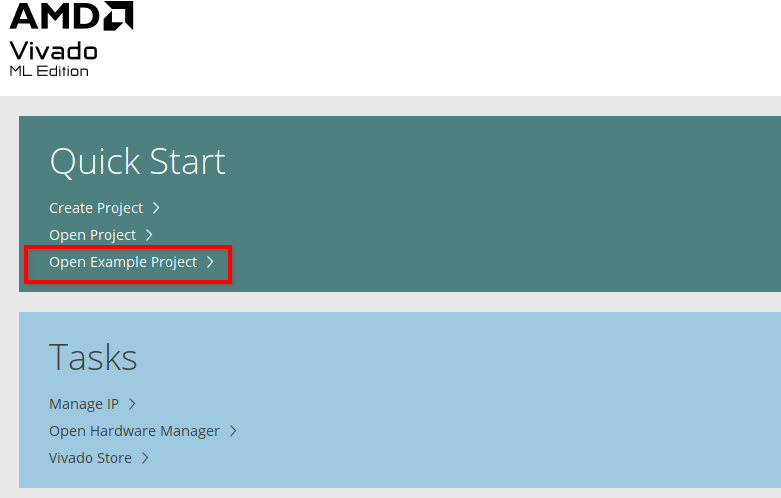 AMD
Vivado
ML Edition
Quick Start
Create Project
Open Project
Open Example Project
Tasks
Manage IP
Open Hardware Manager
Vivado Store